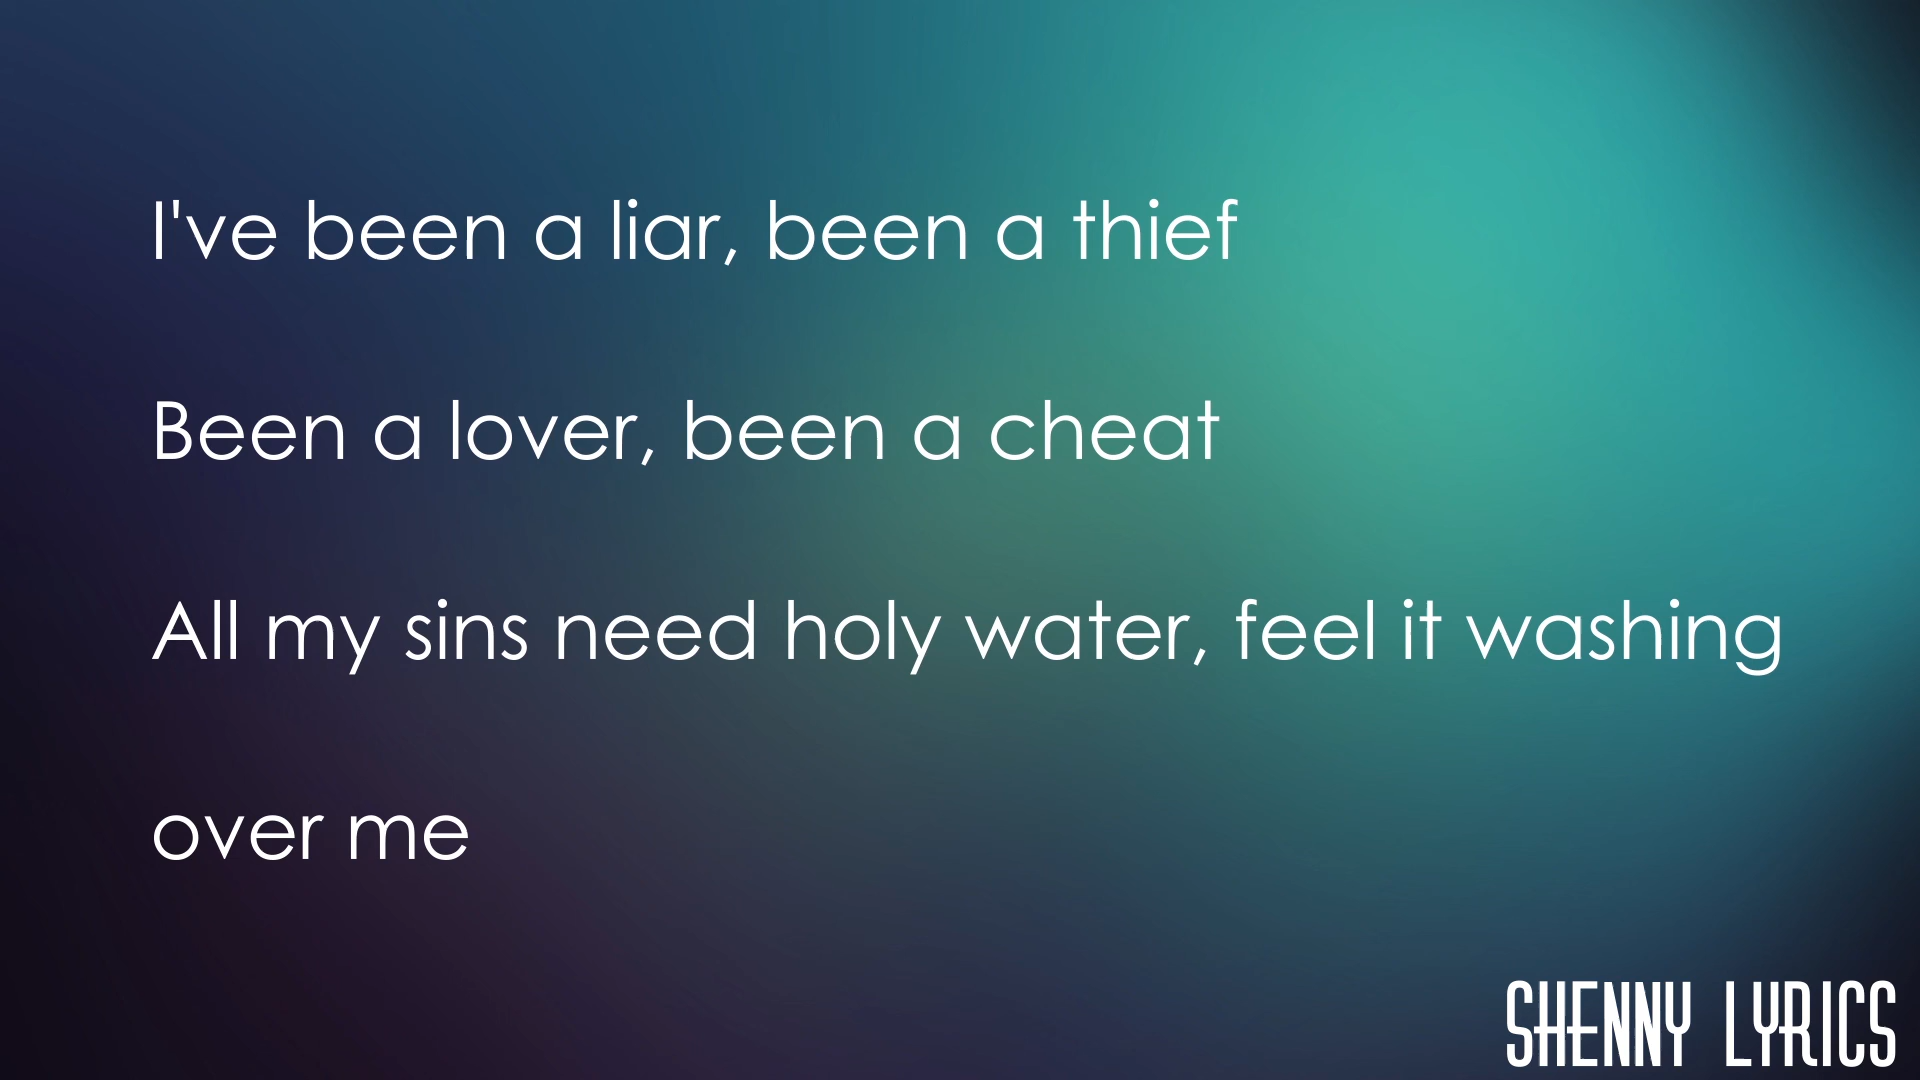 I've been a liar, been a thief
Been a lover, been a cheat
All my sins need holy water, feel it washing
over me
SHENNY LYRICS